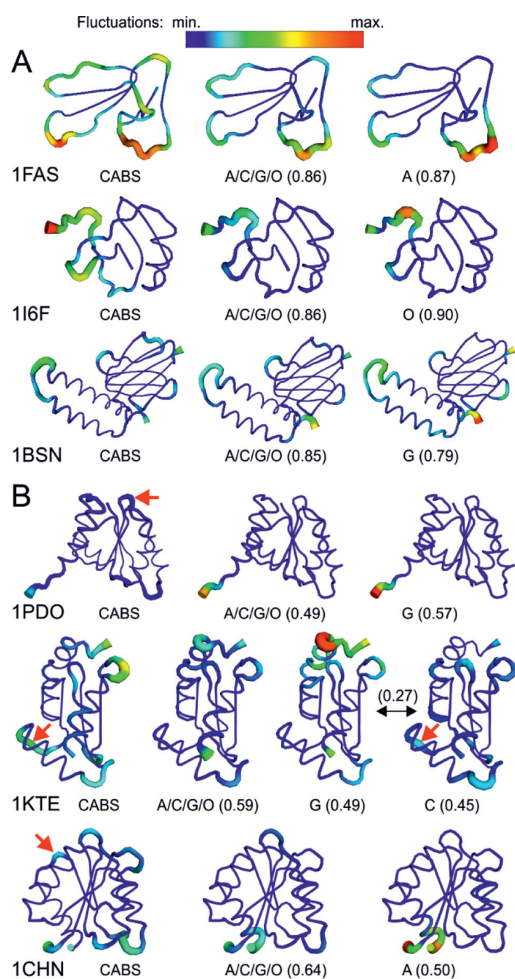 Fluctuations: min. max.
A
1FAS CABS A/C/G/O (0.86) A (0.87)
1I6F CABS A/C/G/O (0.86) O (0.90)
1BSN CABS A/C/G/O (0.85) G (0.79)
B
1PDO CABS A/C/G/O (0.49) G (0.57)
(0.27)
1KTE CABS A/C/G/O (0.59) G (0.49) C (0.45)
1CHN CABS A/C/G/O (0.64) A (0.50)